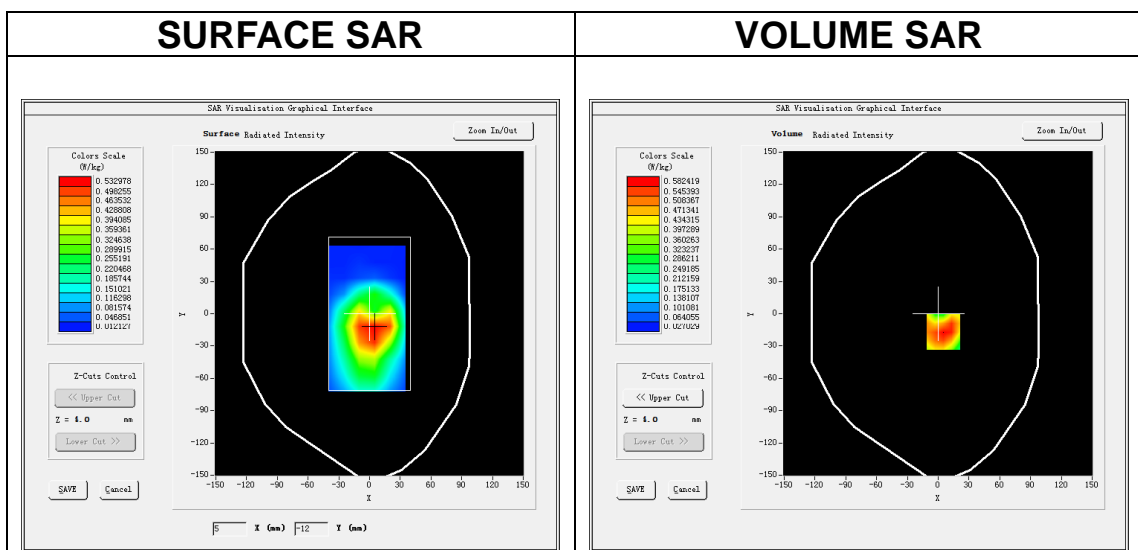 SURFACE SAR
VOLUME SAR
SAR Visualisation Graphical Interface
Surface Radiated Intensity
Zoom In/Out
Colors Scale
(W/kg)
0.532978
0.498255
0.463532
0.428808
0.394085
0.359361
0.324638
0.289915
0.255191
0.220468
0.185744
0.151021
0.116298
0.081574
0.046851
0.012127
150
120
90
60
30
0
-30
-60
-90
-120
-150
Y
-150 -120 -90 -60 -30 0 30 60 90 120 150
X
Z-Cuts Control
<< Upper Cut
Z = 4.0 mm
Lower Cut >>
SAVE Cancel
5 X (mm) -12 Y (mm)
SAR Visualisation Graphical Interface
Volume Radiated Intensity
Zoom In/Out
Colors Scale
(W/kg)
0.582419
0.545393
0.508367
0.471341
0.434315
0.397289
0.360263
0.323237
0.286211
0.249185
0.212159
0.175133
0.138107
0.101081
0.064055
0.027029
150
120
90
60
30
0
-30
-60
-90
-120
-150
Y
-150 -120 -90 -60 -30 0 30 60 90 120 150
X
Z-Cuts Control
<< Upper Cut
Z = 4.0 mm
Lower Cut >>
SAVE Cancel